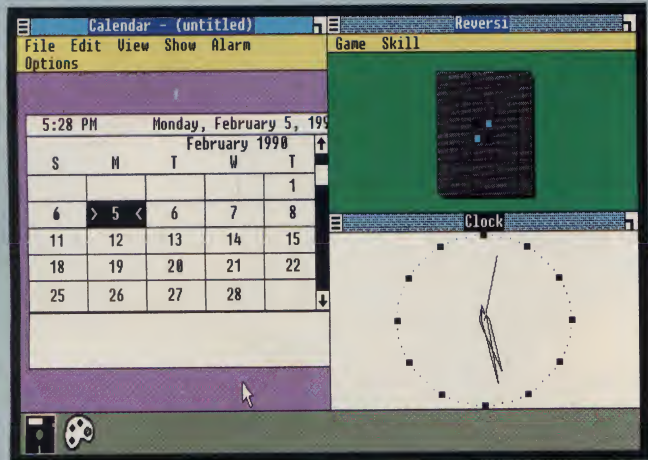 Calendar - (untitled)
File Edit View Show Alarm
Options
5:28 PM Monday, February 5, 199
February 1990
S M T W T
1
4 > 5 < 6 7 8
11 12 13 14 15
18 19 20 21 22
25 26 27 28
Reversi
Game Skill
Clock